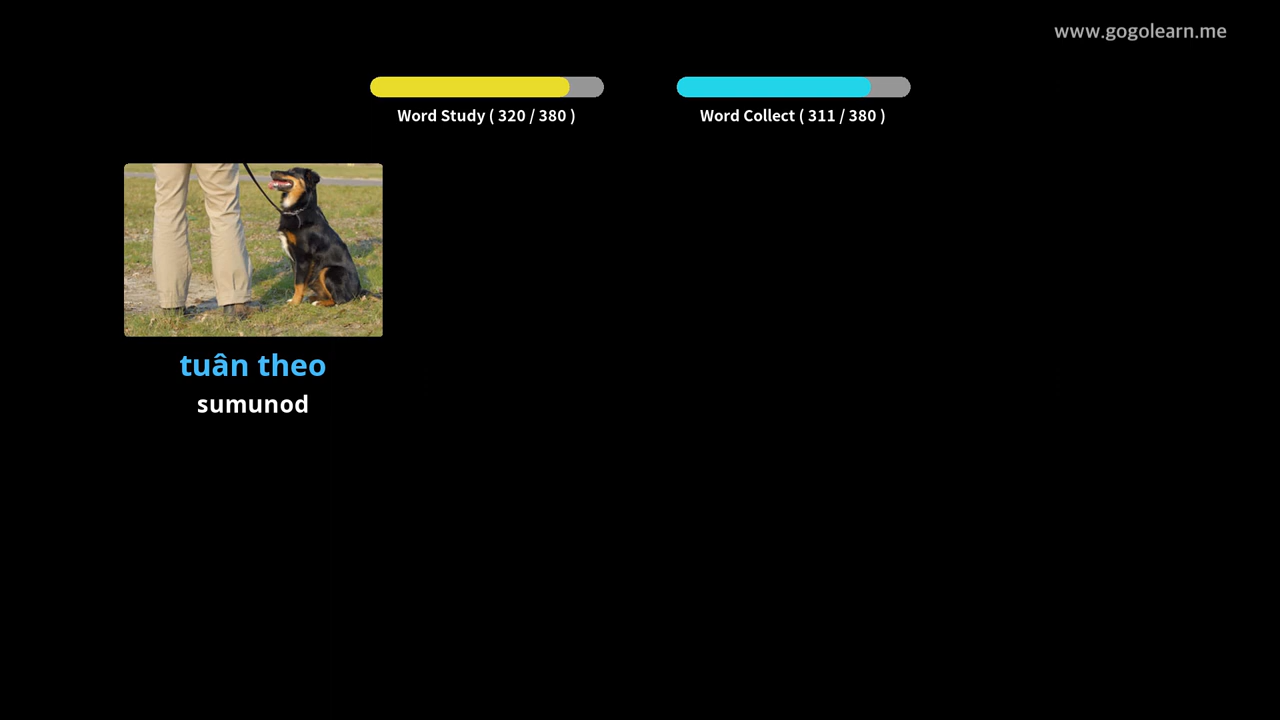 www.gogolearn.me
Word Study ( 320 / 380 )
Word Collect ( 311 / 380 )
tuân theo
sumunod